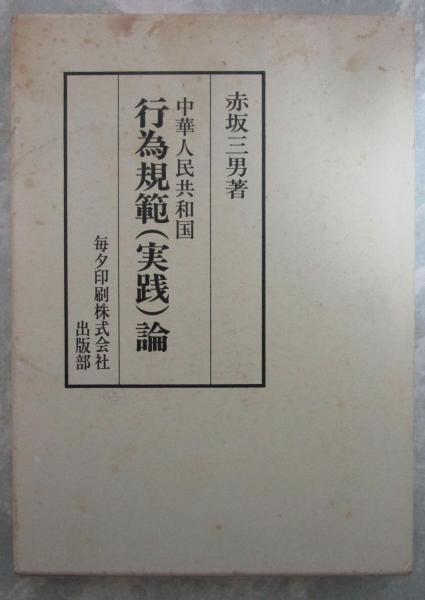 赤坂三男著
中華人民共和国
行為規範(実践)論
毎夕印刷株式会社
出版部